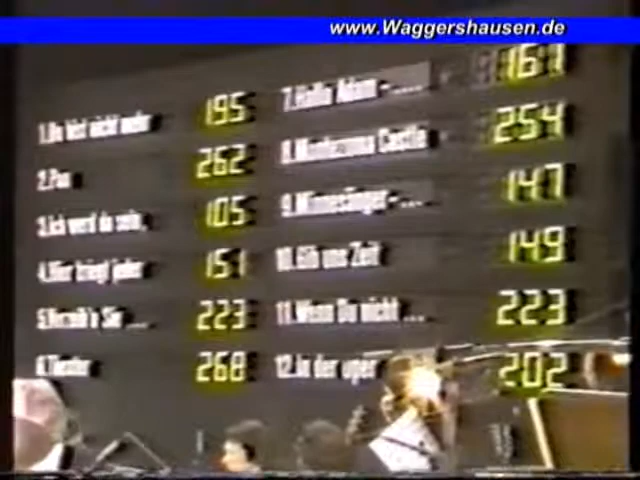 www.Waggershausen.de
1.Du bist nicht mehr 195
2.Pan 262
3.Ich werd da sein, 105
4.Hier kriegt jeder 151
5.Verzeih'n Sie .... 223
6.Theater 268
7.Hallo Adam -.... 161
8.Montezuma Castle 254
9.Minnesänger-.... 147
10.Gib uns Zeit 149
11.Wenn Du nicht ... 223
12.In der oper 202